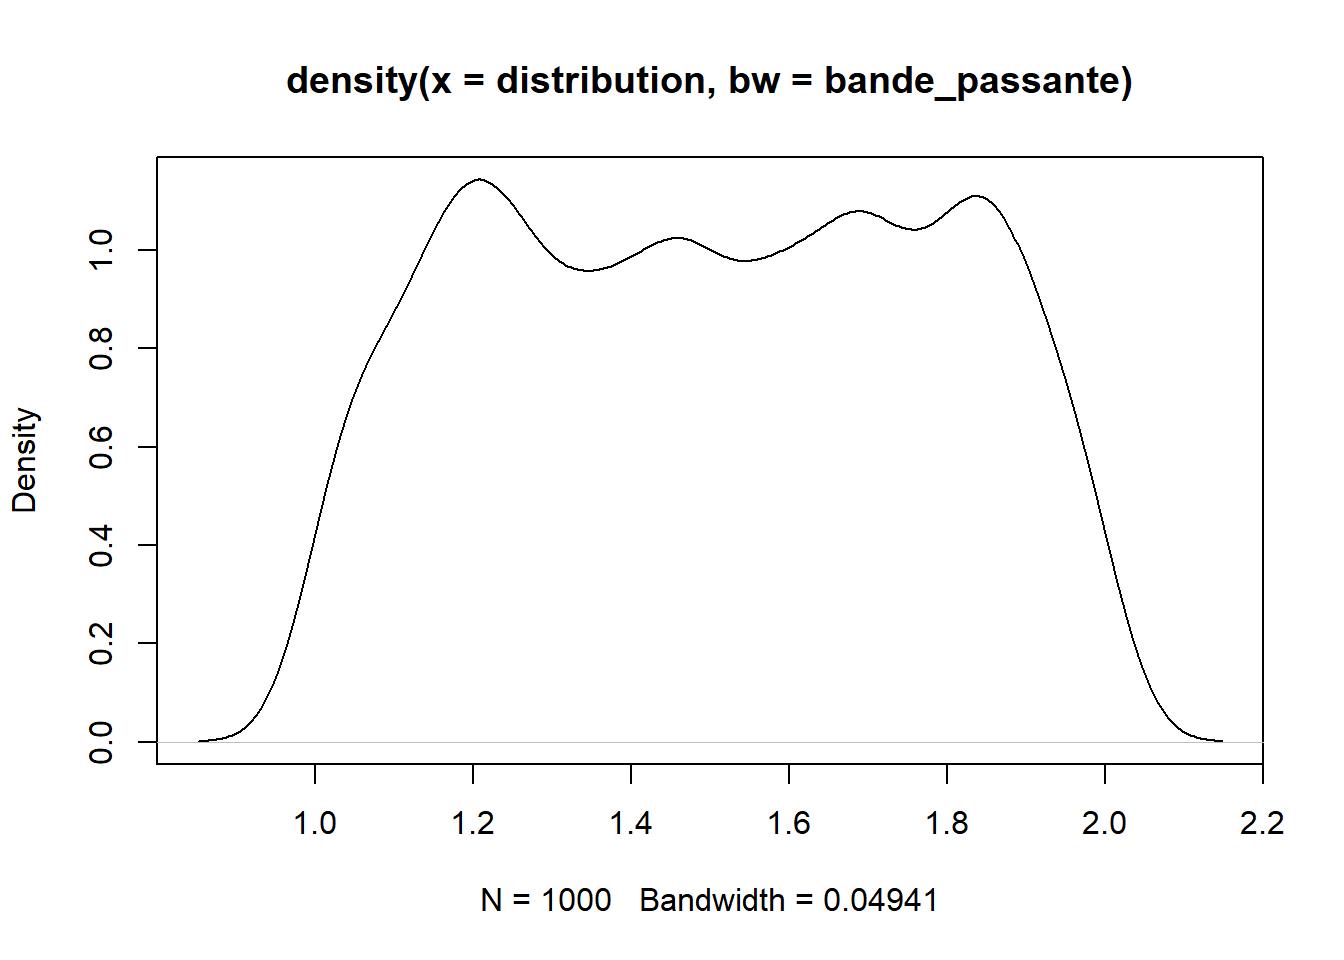 density(x = distribution, bw = bande_passante)
Density
1.0
0.8
0.6
0.4
0.2
0.0
1.0 1.2 1.4 1.6 1.8 2.0 2.2
N = 1000 Bandwidth = 0.04941